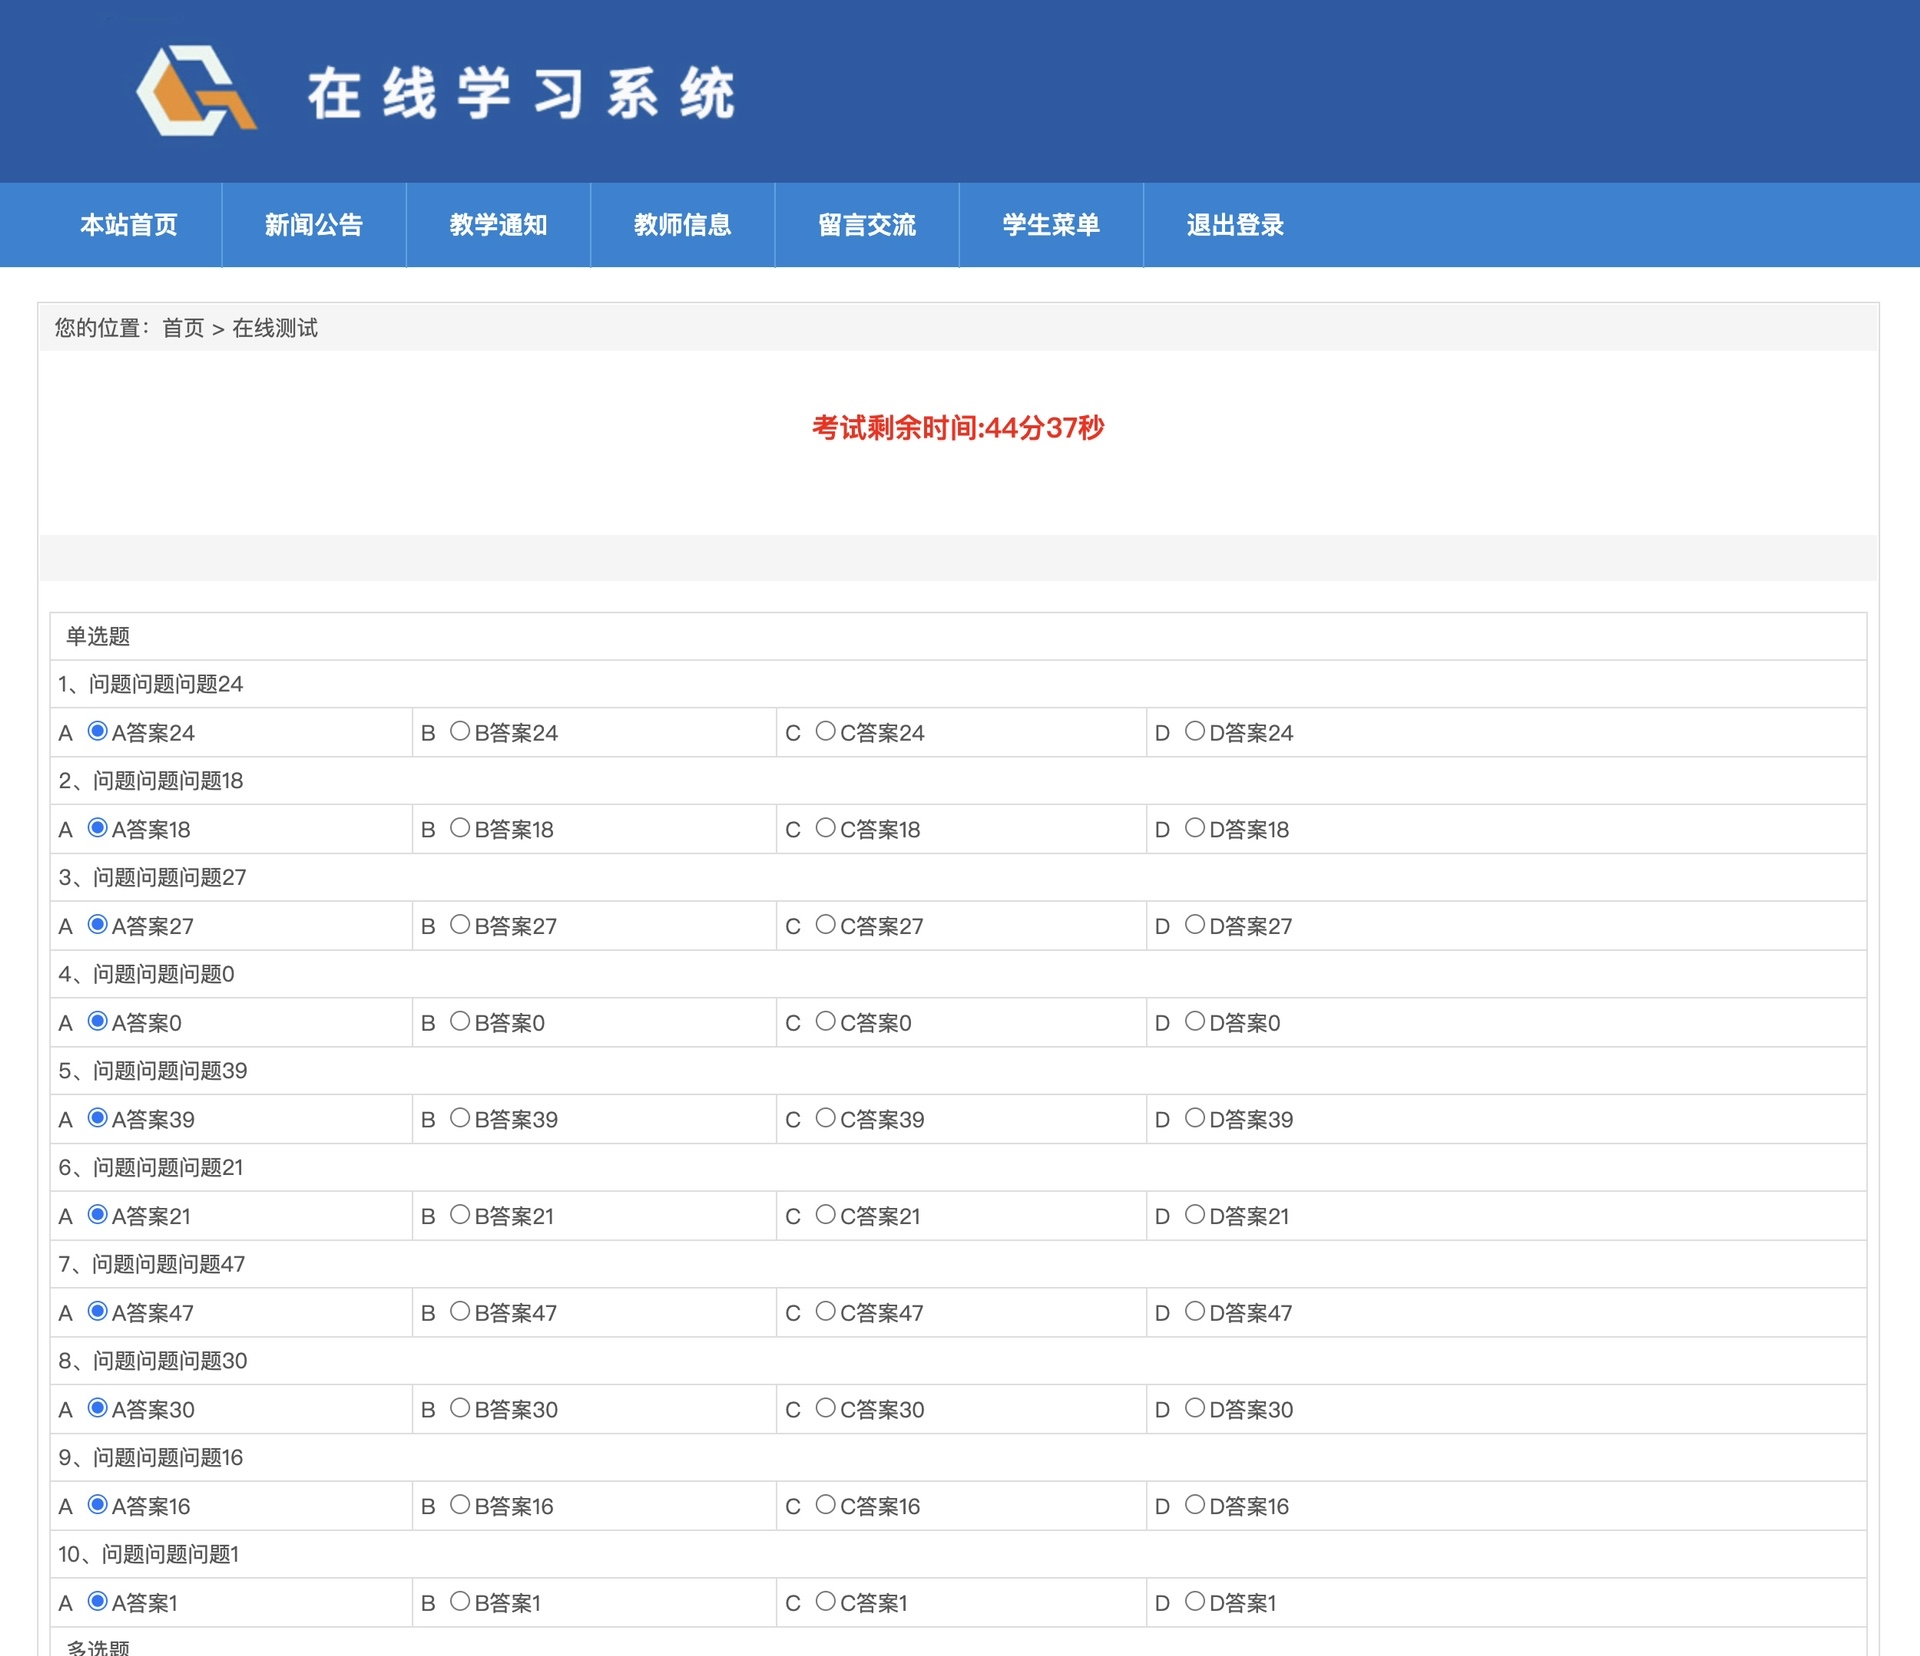 在线学习系统
本站首页 新闻公告 教学通知 教师信息 留言交流 学生菜单 退出登录
您的位置：首页 > 在线测试
考试剩余时间:44分37秒
单选题
1、问题问题问题24
A A答案24 B B答案24 C C答案24 D D答案24
2、问题问题问题18
A A答案18 B B答案18 C C答案18 D D答案18
3、问题问题问题27
A A答案27 B B答案27 C C答案27 D D答案27
4、问题问题问题0
A A答案0 B B答案0 C C答案0 D D答案0
5、问题问题问题39
A A答案39 B B答案39 C C答案39 D D答案39
6、问题问题问题21
A A答案21 B B答案21 C C答案21 D D答案21
7、问题问题问题47
A A答案47 B B答案47 C C答案47 D D答案47
8、问题问题问题30
A A答案30 B B答案30 C C答案30 D D答案30
9、问题问题问题16
A A答案16 B B答案16 C C答案16 D D答案16
10、问题问题问题1
A A答案1 B B答案1 C C答案1 D D答案1
多选题